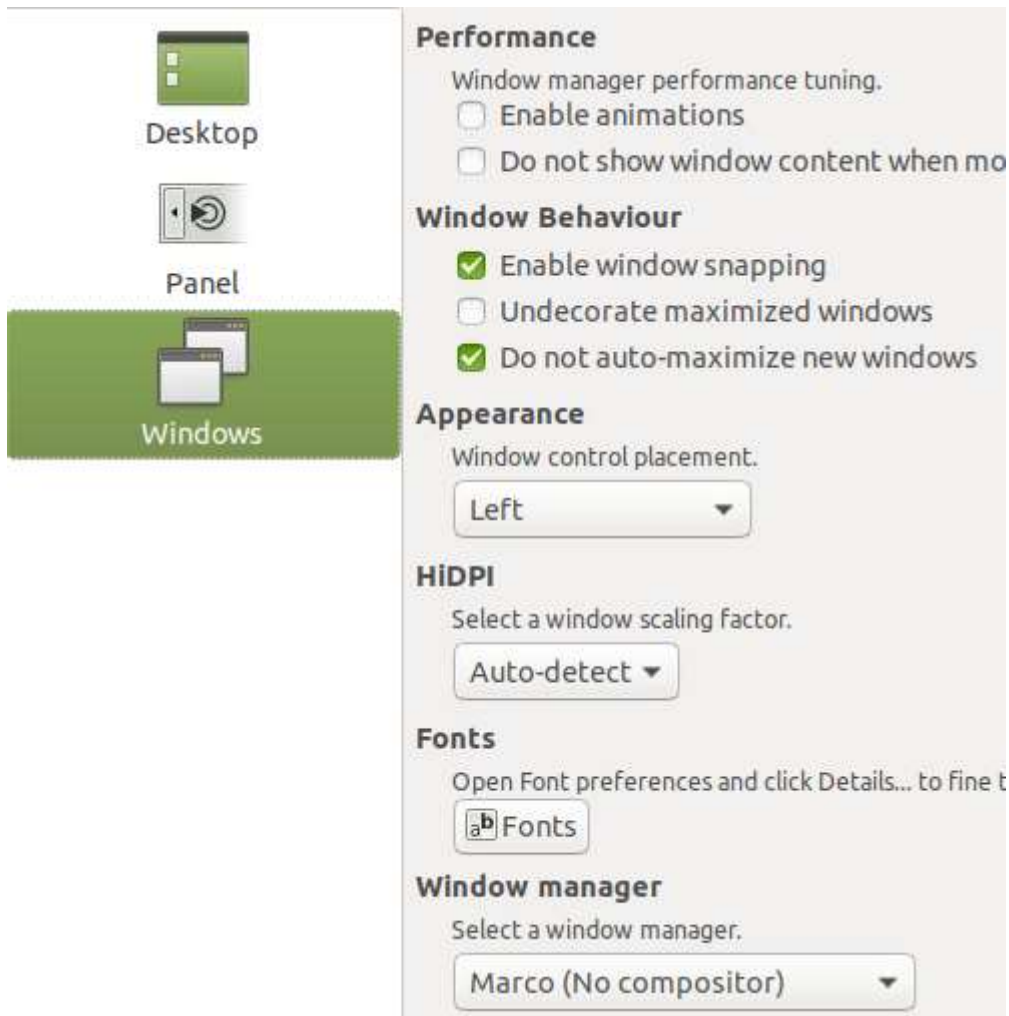 Desktop
Panel
Windows
Performance
Window manager performance tuning.
Enable animations
Do not show window content when mo
Window Behaviour
Enable window snapping
Undecorate maximized windows
Do not auto-maximize new windows
Appearance
Window control placement.
Left
HiDPI
Select a window scaling factor.
Auto-detect
Fonts
Open Font preferences and click Details... to fine t
ab Fonts
Window manager
Select a window manager.
Marco (No compositor)